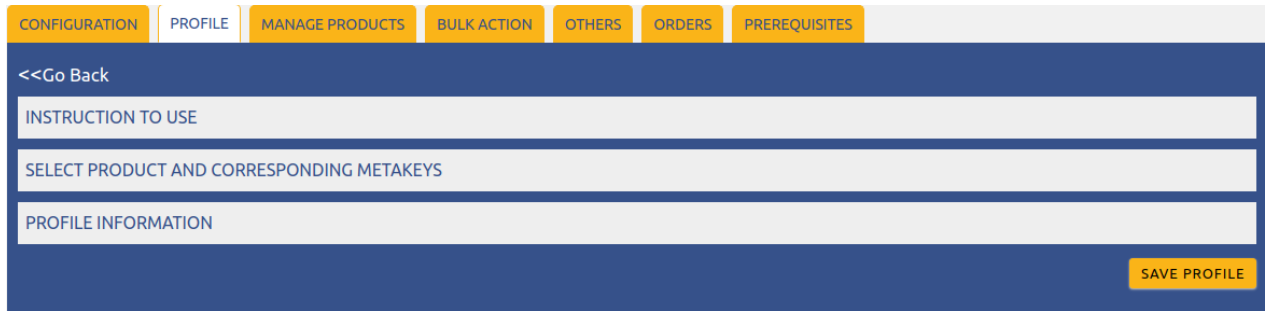 CONFIGURATION PROFILE MANAGE PRODUCTS BULK ACTION OTHERS ORDERS PREREQUISITES
<<Go Back
INSTRUCTION TO USE
SELECT PRODUCT AND CORRESPONDING METAKEYS
PROFILE INFORMATION
SAVE PROFILE